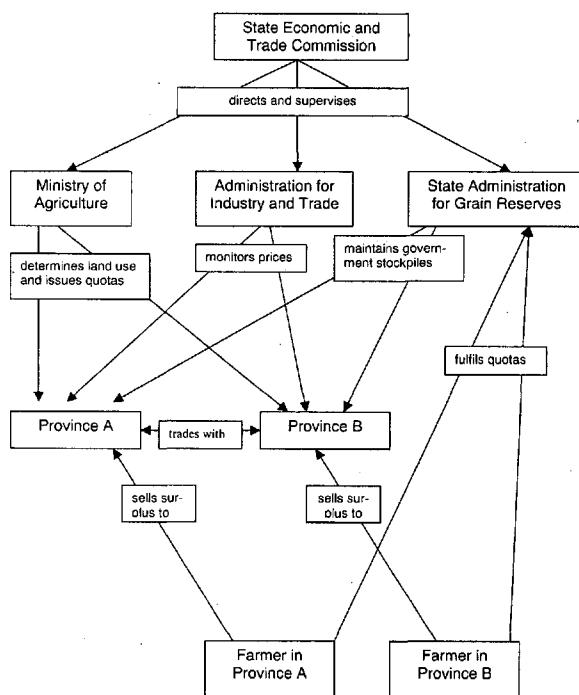 State Economic and
Trade Commission
directs and supervises
Ministry of
Agriculture
Administration for
Industry and Trade
State Administration
for Grain Reserves
determines land use
and issues quotas
monitors prices
maintains govern-
ment stockpiles
fulfils quotas
Province A
trades with
Province B
sells sur-
plus to
sells sur-
plus to
Farmer in
Province A
Farmer in
Province B